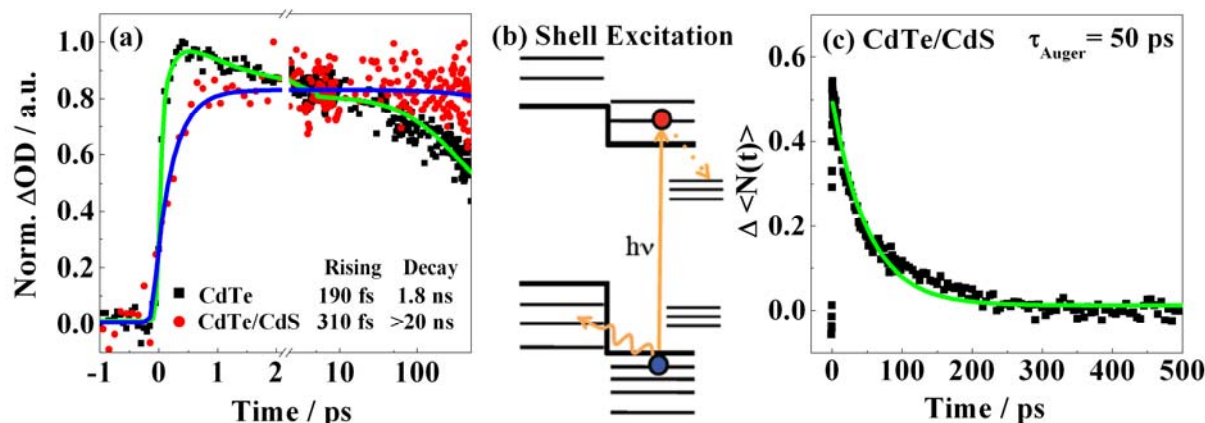 (a)
Norm. ΔOD / a.u.
1.0
0.8
0.6
0.4
0.2
0.0
Rising Decay
CdTe 190 fs 1.8 ns
CdTe/CdS 310 fs >20 ns
-1 0 1 2 10 100
Time / ps
(b) Shell Excitation
hν
(c) CdTe/CdS τAuger = 50 ps
Δ <N(t)>
0.6
0.4
0.2
0.0
0 100 200 300 400 500
Time / ps